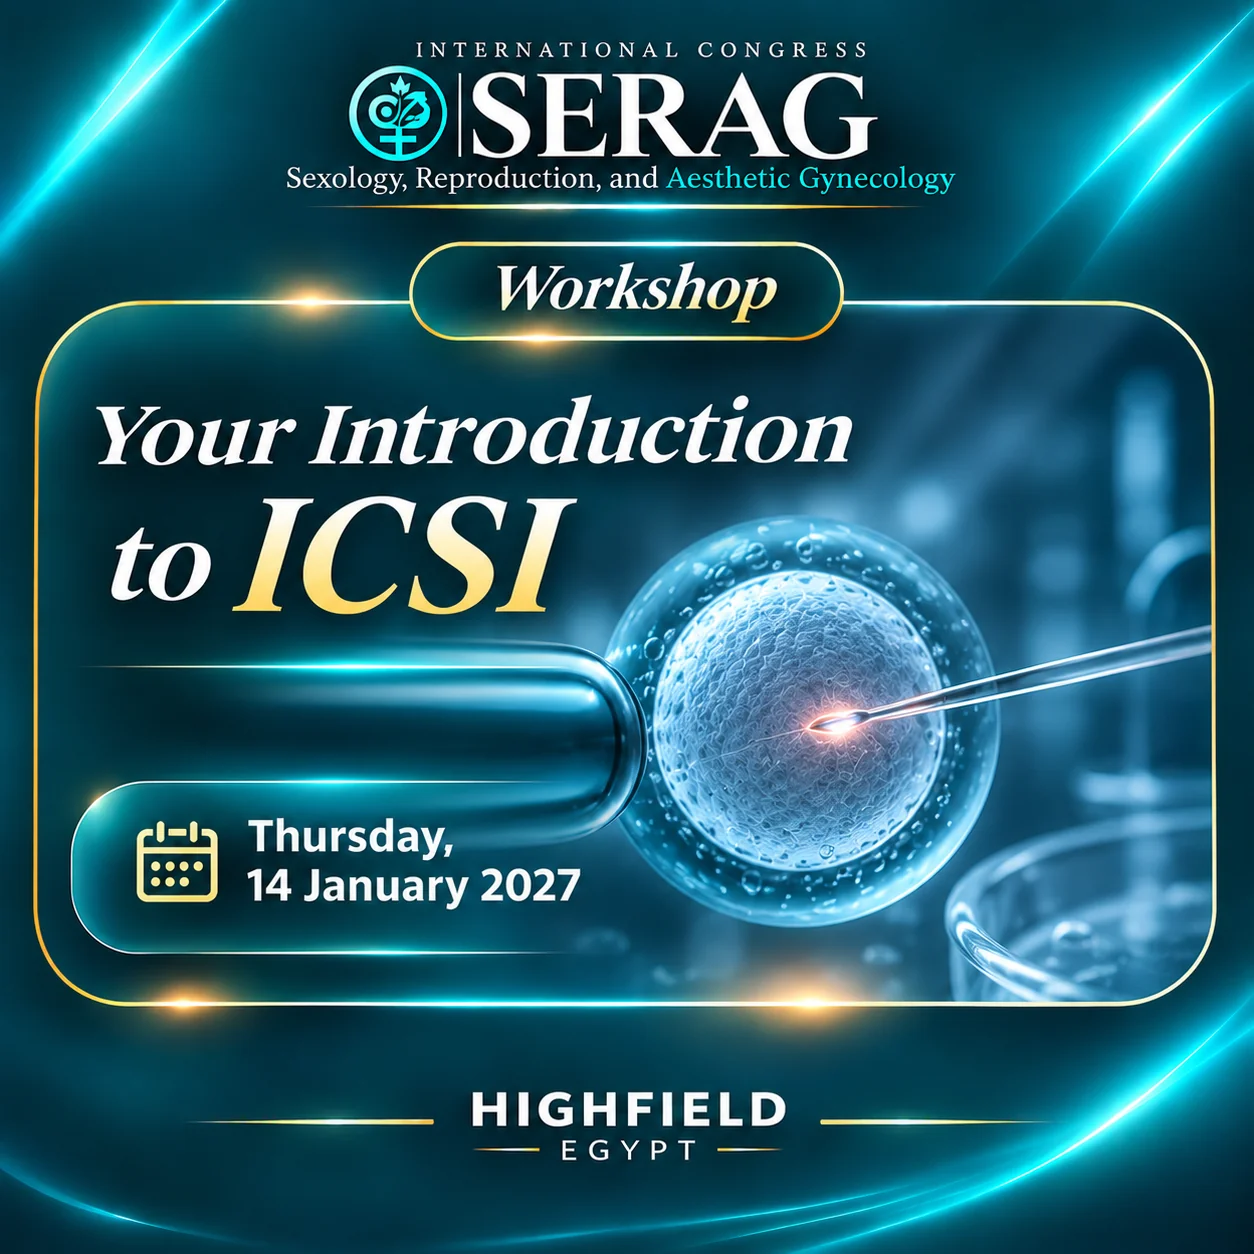 INTERNATIONAL CONGRESS
SERAG
Sexology, Reproduction, and Aesthetic Gynecology
Workshop
Your Introduction
to ICSI
Thursday,
14 January 2027
HIGHFIELD
EGYPT